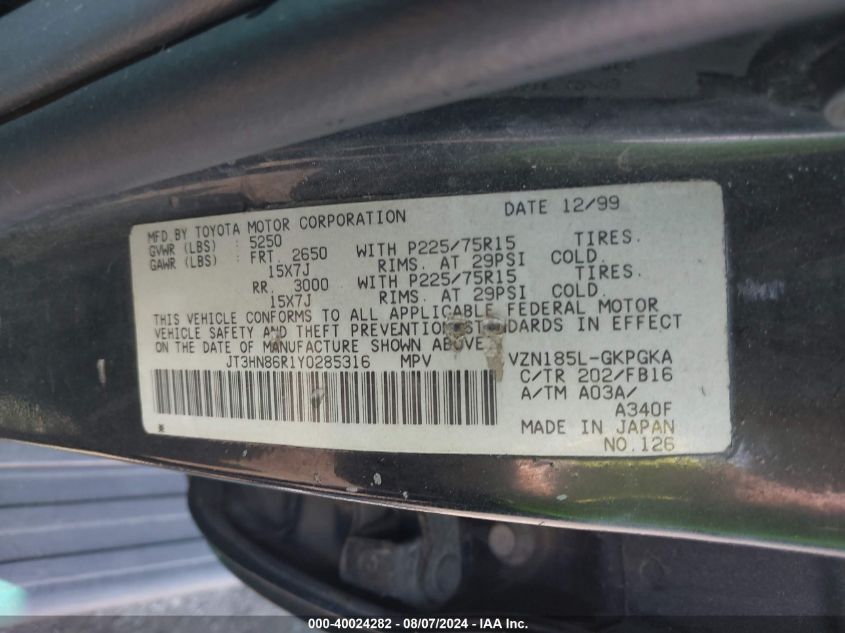 MFD BY TOYOTA MOTOR CORPORATION DATE 12/99
GVWR (LBS) : 5250
GAWR (LBS) : FRT. 2650 WITH P225/75R15 TIRES.
15X7J RIMS. AT 29PSI COLD.
RR. 3000 WITH P225/75R15 TIRES.
15X7J RIMS. AT 29PSI COLD.
THIS VEHICLE CONFORMS TO ALL APPLICABLE FEDERAL MOTOR
VEHICLE SAFETY AND THEFT PREVENTION STANDARDS IN EFFECT
ON THE DATE OF MANUFACTURE SHOWN ABOVE.
JT3HN86R1Y0285316 MPV VZN185L-GKPGKA
C/TR 202/FB16
A/TM A03A/
A340F
MADE IN JAPAN
NO.126
000-40024282 - 08/07/2024 - IAA Inc.